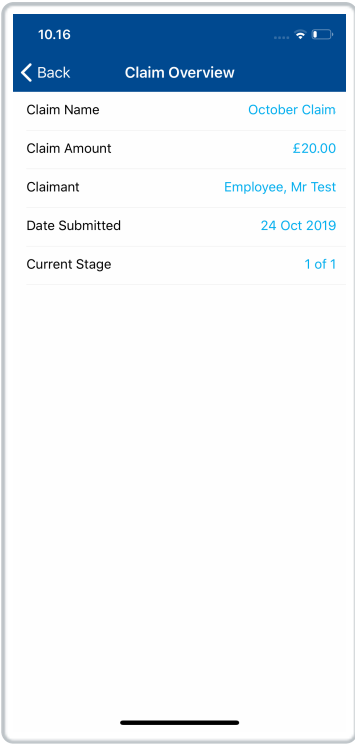 10.16
Back Claim Overview
Claim Name October Claim
Claim Amount £20.00
Claimant Employee, Mr Test
Date Submitted 24 Oct 2019
Current Stage 1 of 1